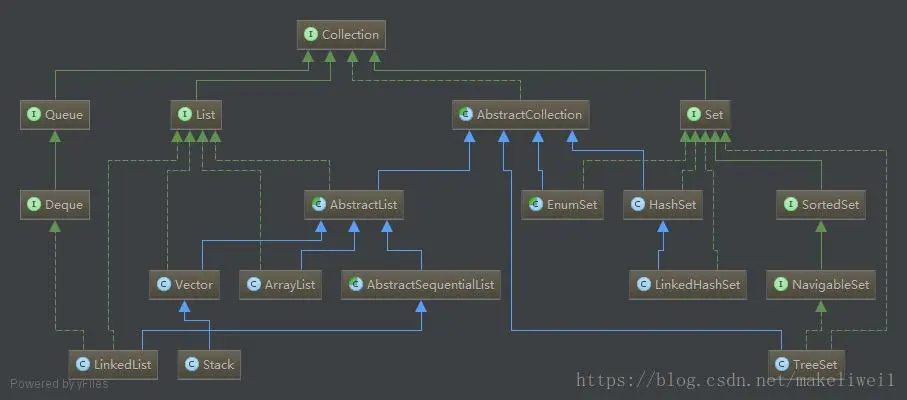 I Collection
I Queue
I List
C AbstractCollection
I Set
I Deque
C AbstractList
C EnumSet
C HashSet
I SortedSet
C Vector
C ArrayList
C AbstractSequentialList
C LinkedHashSet
I NavigableSet
C LinkedList
C Stack
C TreeSet
Powered by yFiles
https://blog.csdn.net/makeliwei1